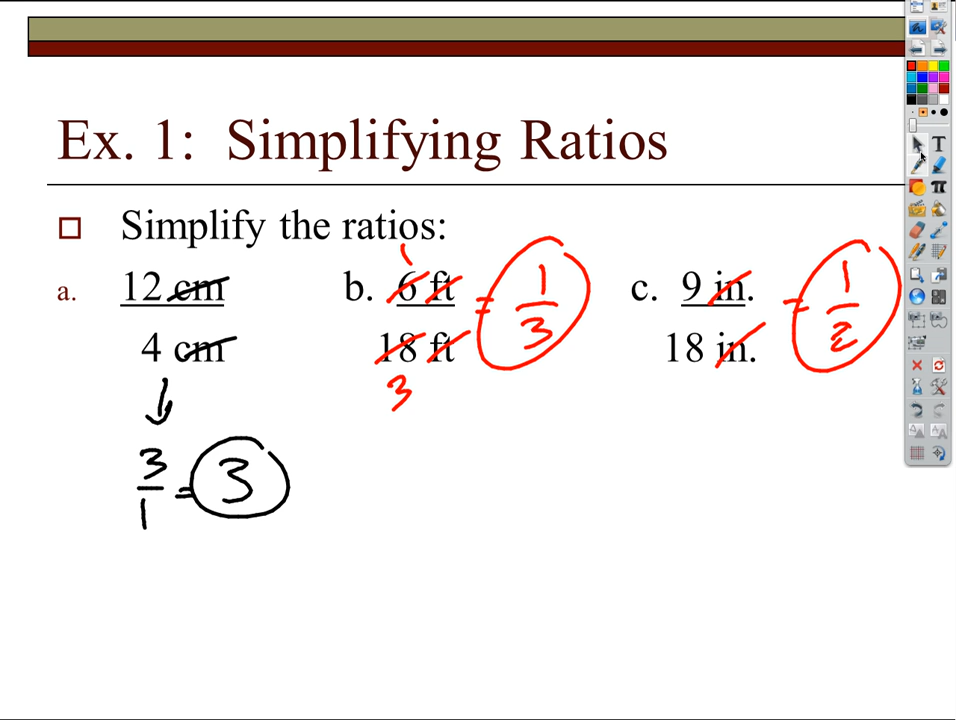 Ex. 1: Simplifying Ratios
Simplify the ratios:
a. 12 cm b. 6 ft = 1/3 c. 9 in. = 1/2
4 cm 18 ft 18 in.
1
3
3/1 = 3
T
π